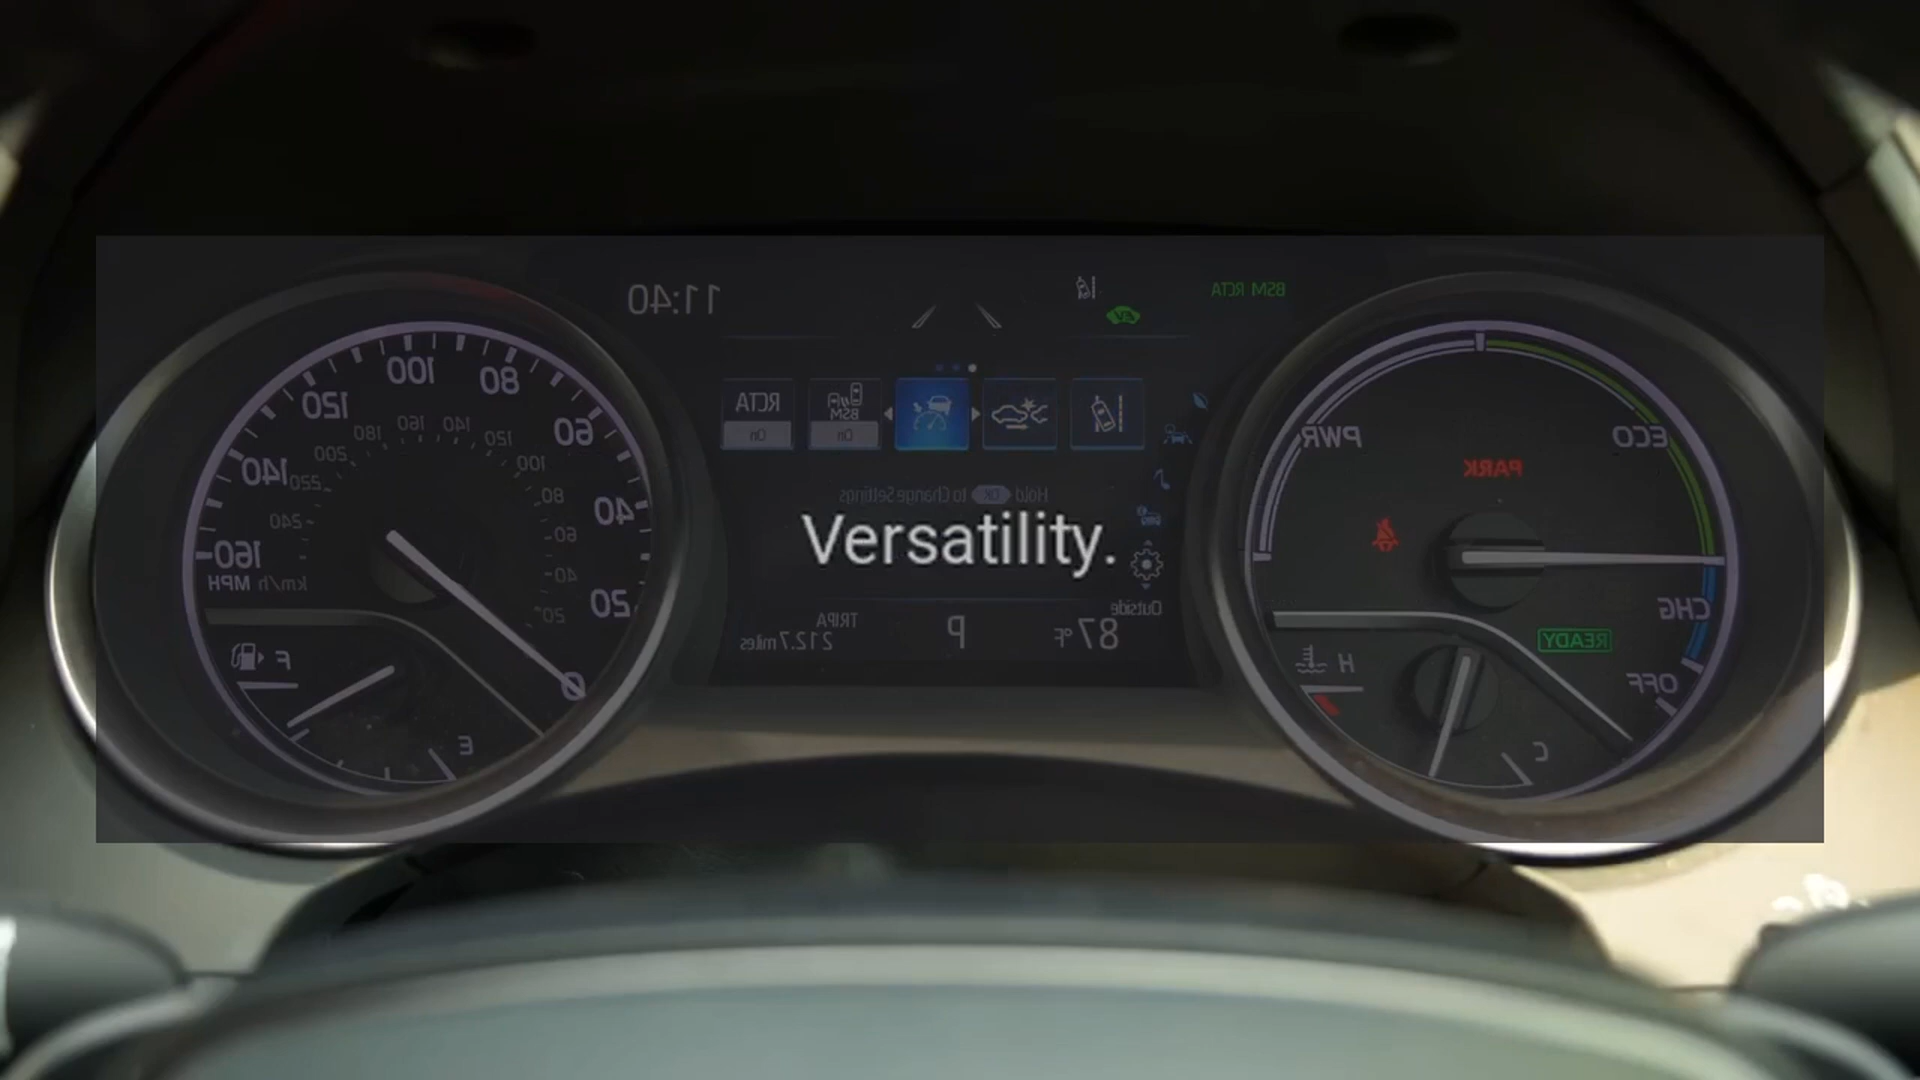 11:40
BSM RCTA
EV
100
80
120
60
140
40
160
20
0
MPH km/h
180
160
140
120
200
100
220
80
240
60
40
20
F
E
RCTA
On
BSM
On
Hold OK to Change Settings
Versatility.
Outside
87°F
P
TRIP A
212.7 miles
PWR
ECO
PARK
CHG
READY
OFF
H
C